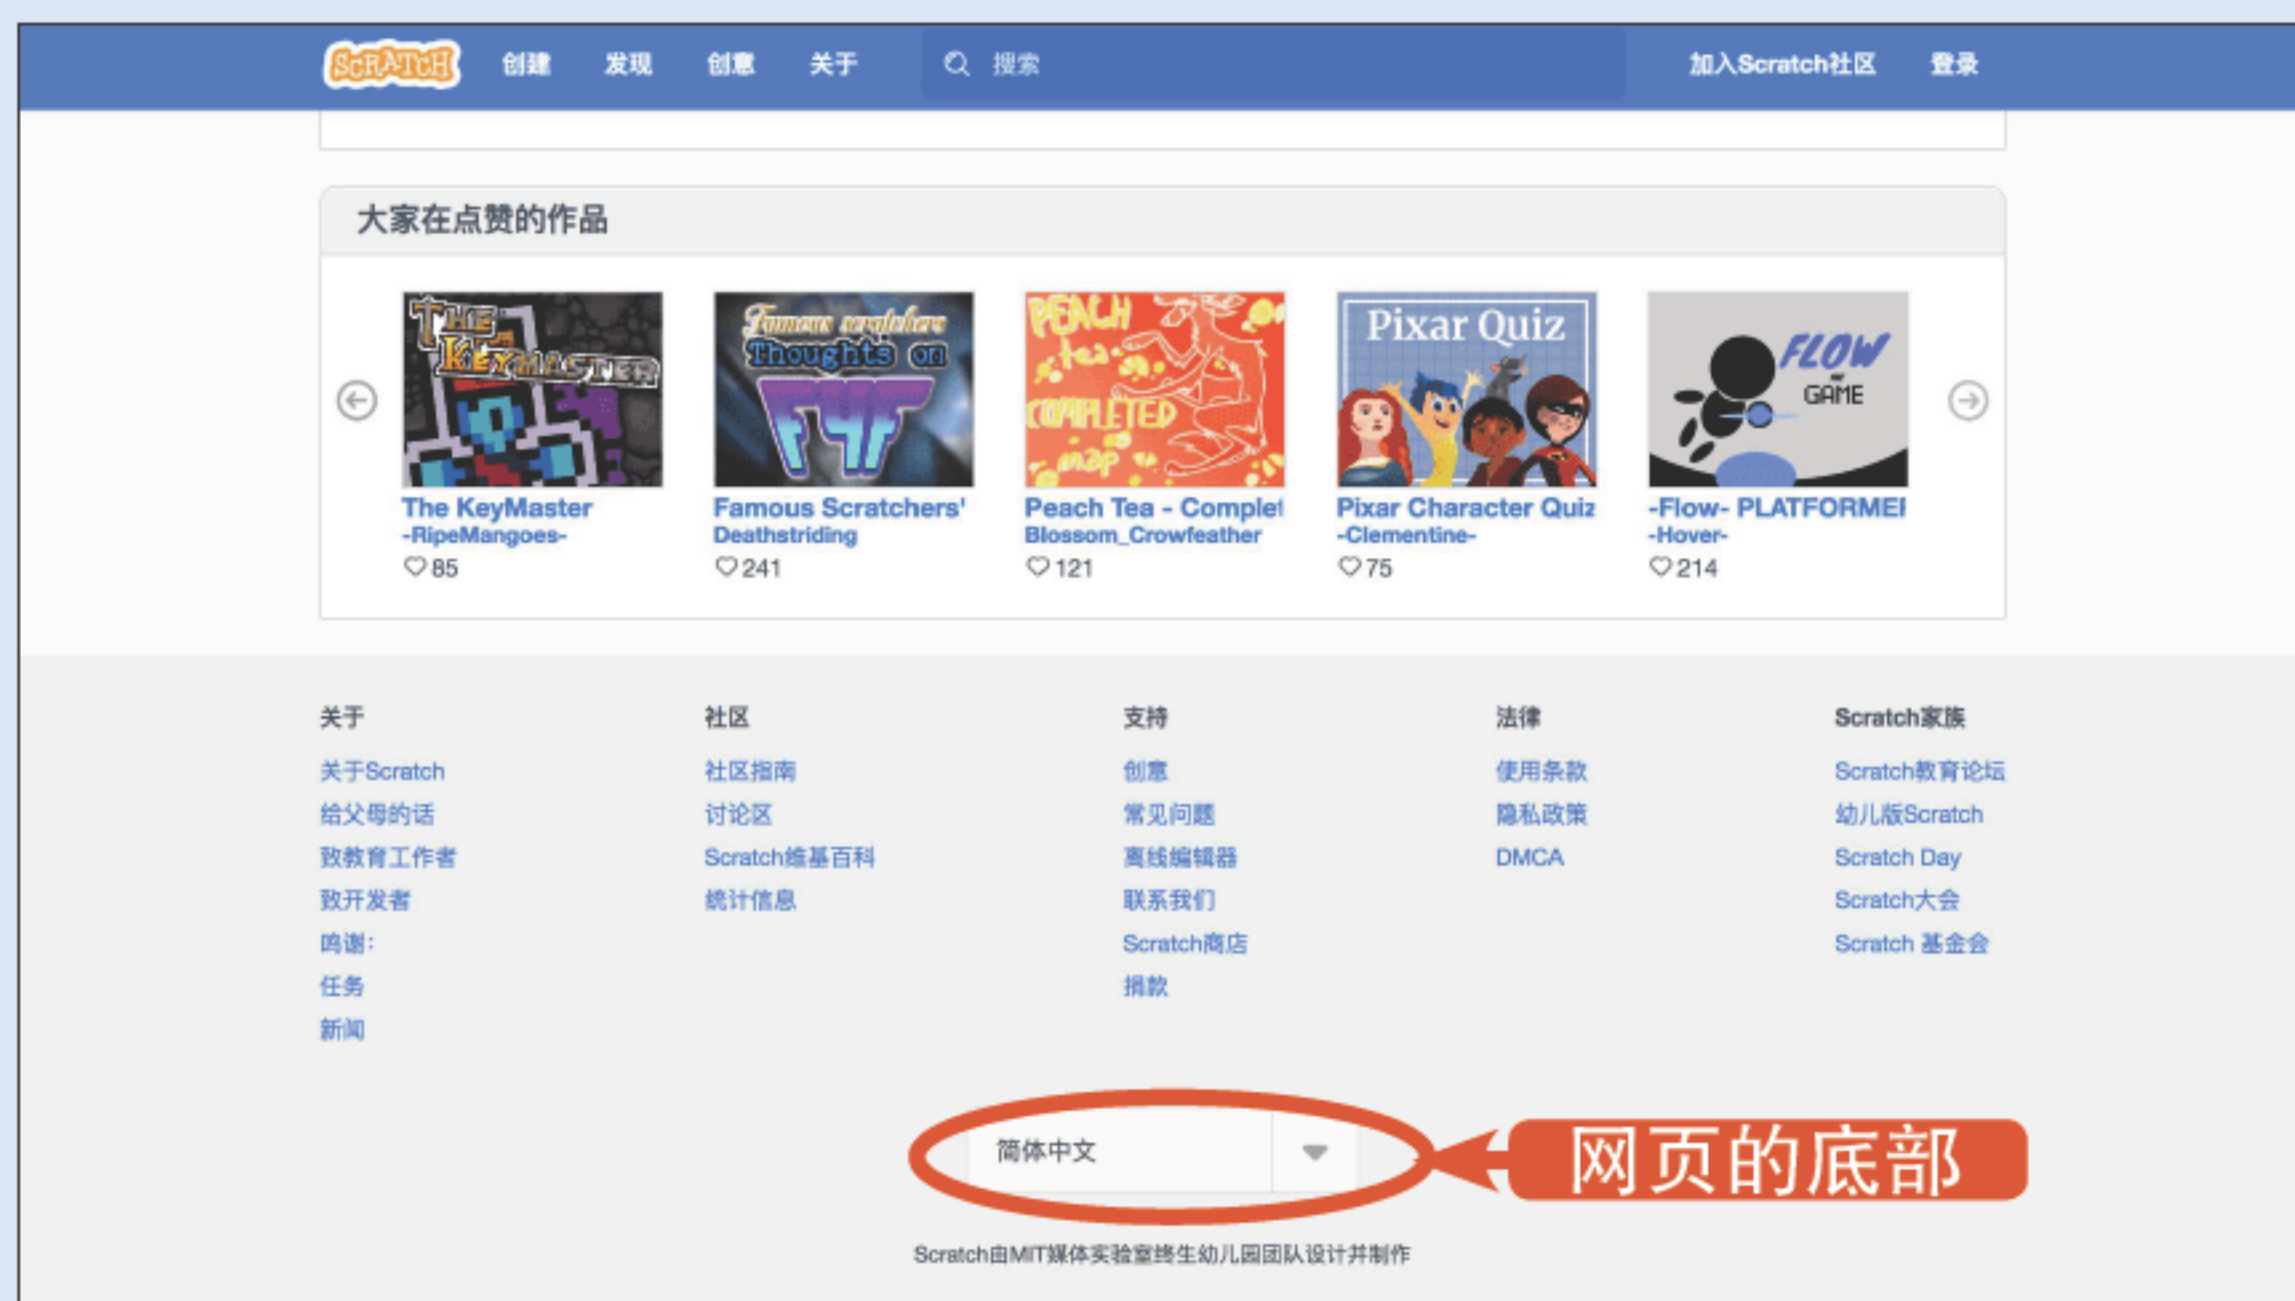 SCRATCH 创建 发现 创意 关于 搜索 加入Scratch社区 登录
大家在点赞的作品
THE KEYMASTER
Famous scratchers Thoughts on FYF
PEACH tea COMPLETED map
Pixar Quiz
FLOW GAME
The KeyMaster
-RipeMangoes-
85
Famous Scratchers'
Deathstriding
241
Peach Tea - Complet
Blossom_Crowfeather
121
Pixar Character Quiz
-Clementine-
75
-Flow- PLATFORMER
-Hover-
214
关于
关于Scratch
给父母的话
致教育工作者
致开发者
鸣谢:
任务
新闻
社区
社区指南
讨论区
Scratch维基百科
统计信息
支持
创意
常见问题
离线编辑器
联系我们
Scratch商店
捐款
法律
使用条款
隐私政策
DMCA
Scratch家族
Scratch教育论坛
幼儿版Scratch
Scratch Day
Scratch大会
Scratch 基金会
简体中文
网页的底部
Scratch由MIT媒体实验室终生幼儿园团队设计并制作